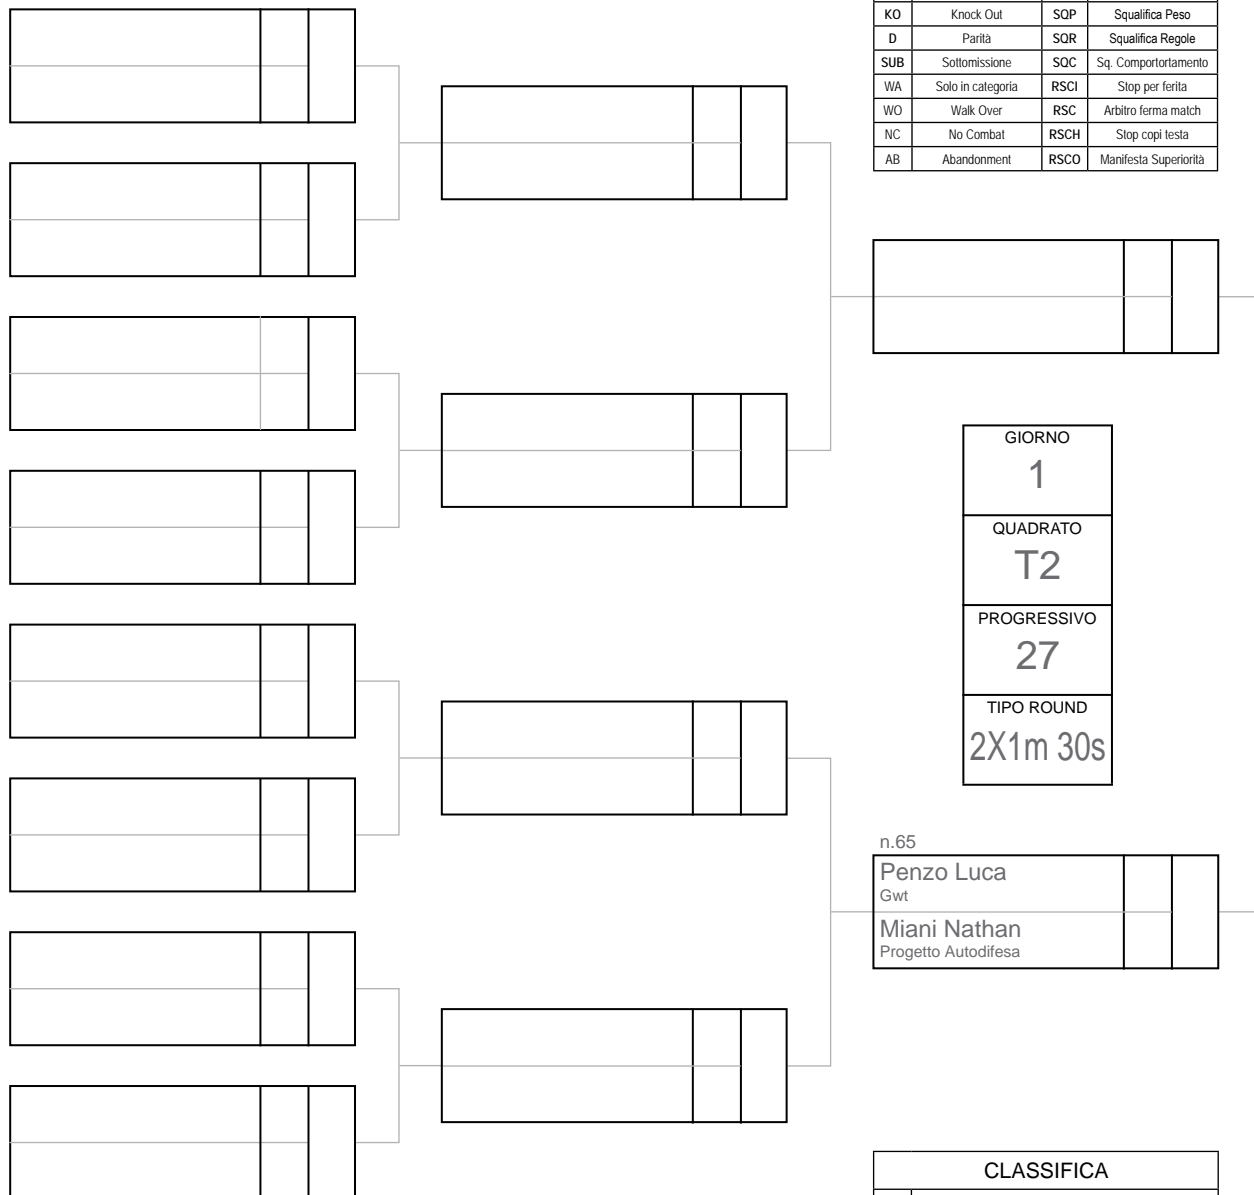 KO Knock Out SQP Squalifica Peso
D Parità SQR Squalifica Regole
SUB Sottomissione SQC Sq. Comportortamento
WA Solo in categoria RSCI Stop per ferita
WO Walk Over RSC Arbitro ferma match
NC No Combat RSCH Stop copi testa
AB Abandonment RSCO Manifesta Superiorità
GIORNO
1
QUADRATO
T2
PROGRESSIVO
27
TIPO ROUND
2X1m 30s
n.65
Penzo Luca
Gwt
Miani Nathan
Progetto Autodifesa
CLASSIFICA